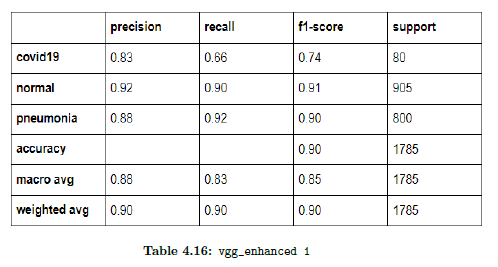 precision recall f1-score support
covid19 0.83 0.66 0.74 80
normal 0.92 0.90 0.91 905
pneumonia 0.88 0.92 0.90 800
accuracy 0.90 1785
macro avg 0.88 0.83 0.85 1785
weighted avg 0.90 0.90 0.90 1785
Table 4.16: vgg_enhanced 1